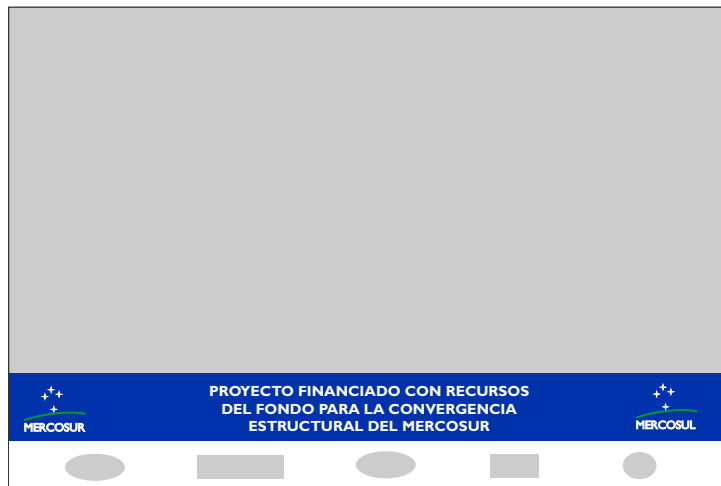 PROYECTO FINANCIADO CON RECURSOS
DEL FONDO PARA LA CONVERGENCIA
ESTRUCTURAL DEL MERCOSUR
MERCOSUR
MERCOSUL